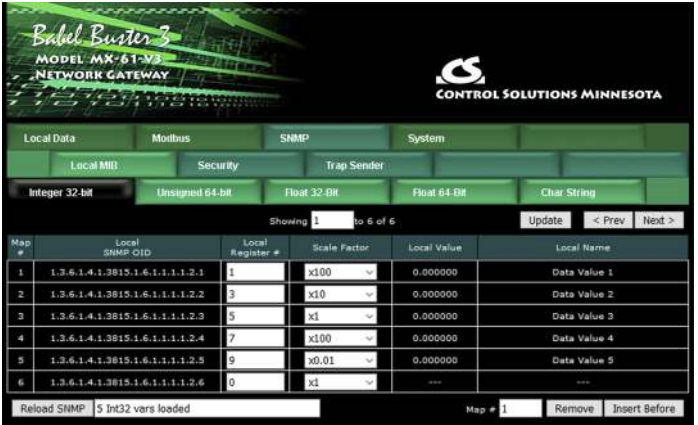 Babel Buster 3
MODEL MX-61-V3
NETWORK GATEWAY
CS
CONTROL SOLUTIONS MINNESOTA
Local Data Modbus SNMP System
Local MIB Security Trap Sender
Integer 32-bit Unsigned 64-bit Float 32-Bit Float 64-Bit Char String
Showing 1 to 6 of 6 Update < Prev Next >
Map # Local SNMP OID Local Register # Scale Factor Local Value Local Name
1 1.3.6.1.4.1.3815.1.6.1.1.1.1.2.1 1 x100 0.000000 Data Value 1
2 1.3.6.1.4.1.3815.1.6.1.1.1.1.2.2 3 x10 0.000000 Data Value 2
3 1.3.6.1.4.1.3815.1.6.1.1.1.1.2.3 5 x1 0.000000 Data Value 3
4 1.3.6.1.4.1.3815.1.6.1.1.1.1.2.4 7 x100 0.000000 Data Value 4
5 1.3.6.1.4.1.3815.1.6.1.1.1.1.2.5 9 x0.01 0.000000 Data Value 5
6 1.3.6.1.4.1.3815.1.6.1.1.1.1.2.6 0 x1 --- ---
Reload SNMP 5 Int32 vars loaded Map # 1 Remove Insert Before